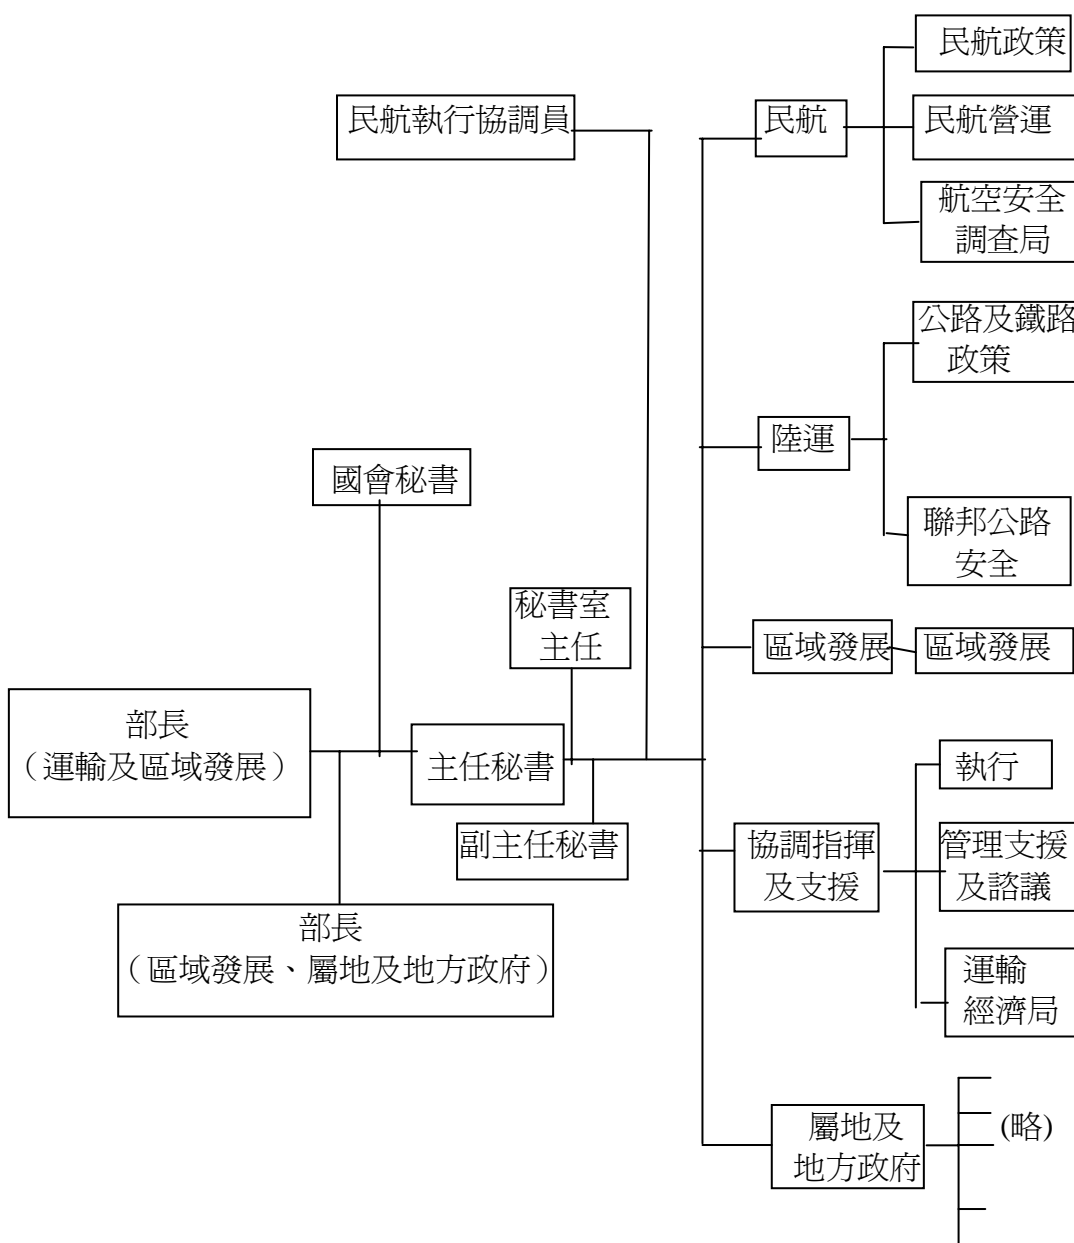 民航政策
民航執行協調員
民航
民航營運
航空安全
調查局
公路及鐵路
政策
陸運
國會秘書
聯邦公路
安全
秘書室
主任
區域發展
區域發展
部長
（運輸及區域發展）
主任秘書
執行
副主任秘書
協調指揮
及支援
管理支援
及諮議
部長
（區域發展、屬地及地方政府）
運輸
經濟局
屬地及
地方政府
(略)